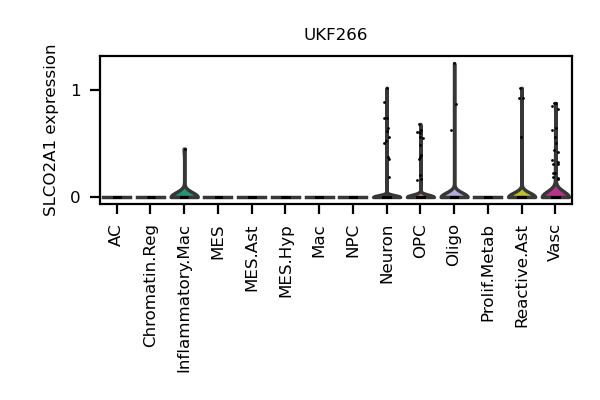 UKF266
SLCO2A1 expression
1
0
AC
Chromatin.Reg
Inflammatory.Mac
MES
MES.Ast
MES.Hyp
Mac
NPC
Neuron
OPC
Oligo
Prolif.Metab
Reactive.Ast
Vasc